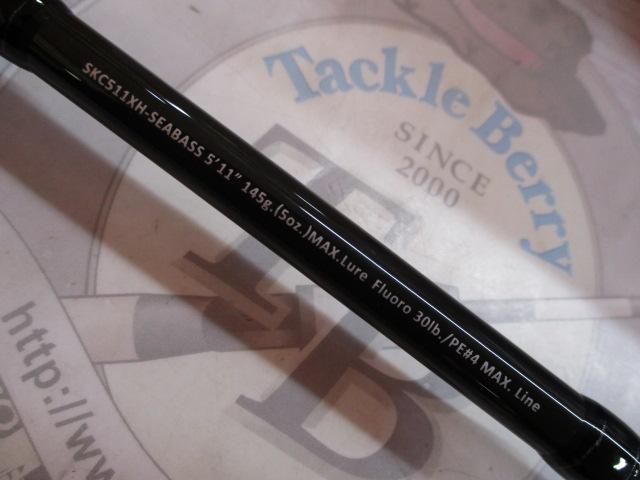 Tackle Berry
SINCE
2000
TB
SKC511XH-SEABASS 5'11" 145g.(5oz.)MAX.Lure Fluoro 30lb./PE#4 MAX. Line
http://w